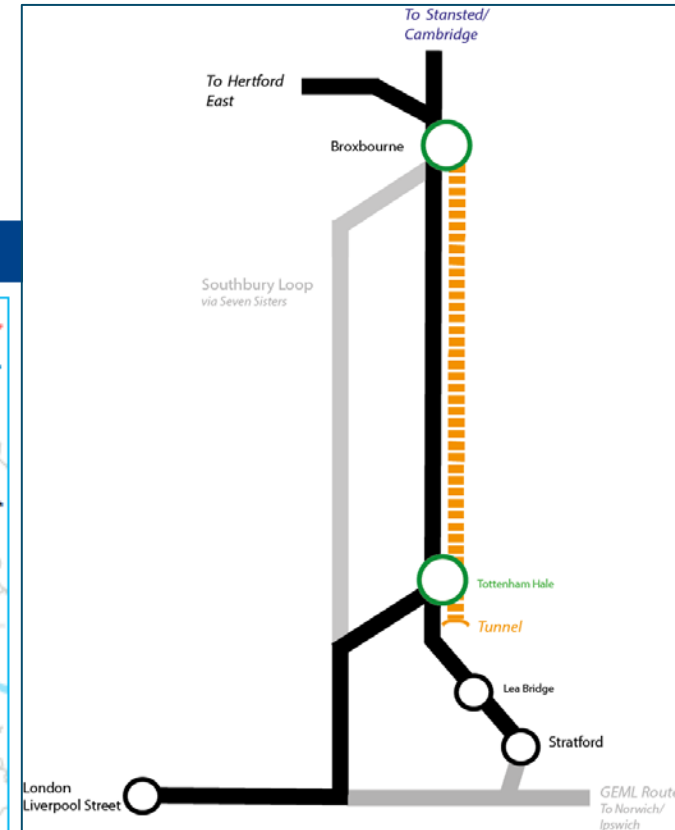 To Stansted/
Cambridge
To Hertford
East
Broxbourne
Southbury Loop
via Seven Sisters
Tottenham Hale
Tunnel
Lea Bridge
Stratford
London
Liverpool Street
GEML Route
To Norwich/
Ipswich